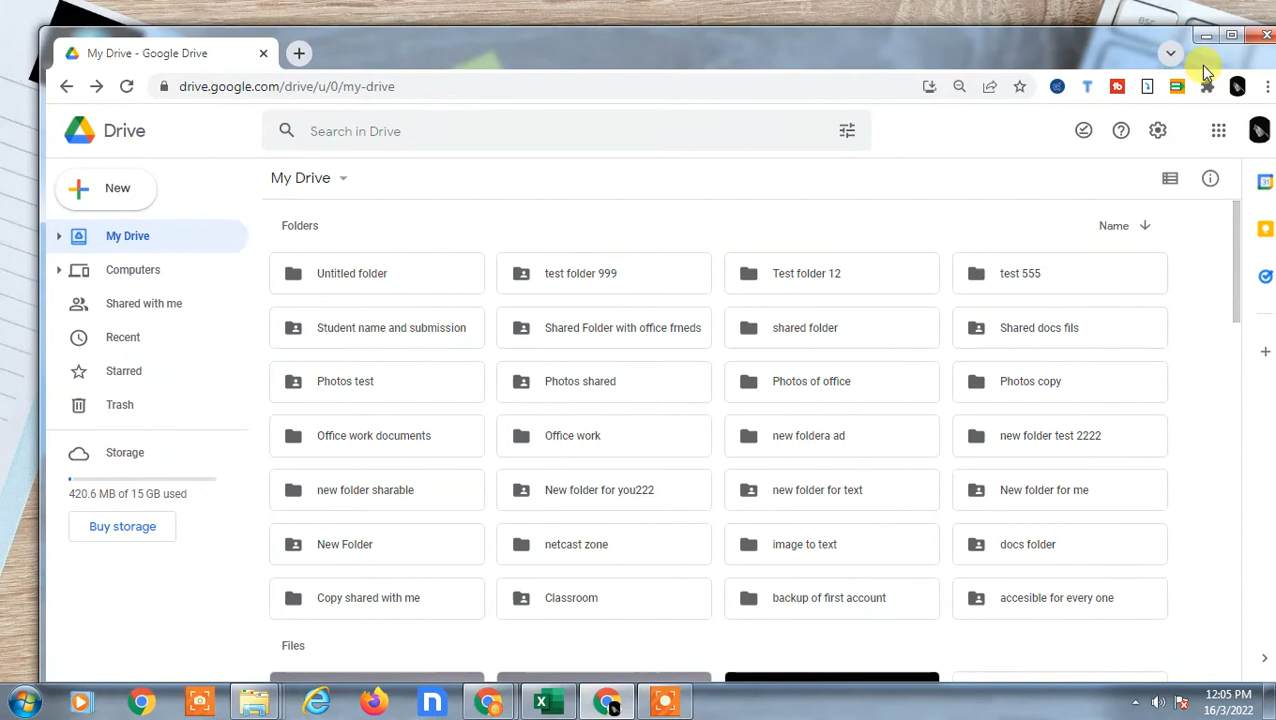 esc
My Drive - Google Drive
drive.google.com/drive/u/0/my-drive
Drive
Search in Drive
New
My Drive
Computers
Shared with me
Recent
Starred
Trash
Storage
420.6 MB of 15 GB used
Buy storage
My Drive
31
Folders
Name
Untitled folder
test folder 999
Test folder 12
test 555
Student name and submission
Shared Folder with office frneds
shared folder
Shared docs fils
Photos test
Photos shared
Photos of office
Photos copy
Office work documents
Office work
new foldera ad
new folder test 2222
new folder sharable
New folder for you222
new folder for text
New folder for me
New Folder
netcast zone
image to text
docs folder
Copy shared with me
Classroom
backup of first account
accesible for every one
Files
12:05 PM
16/3/2022